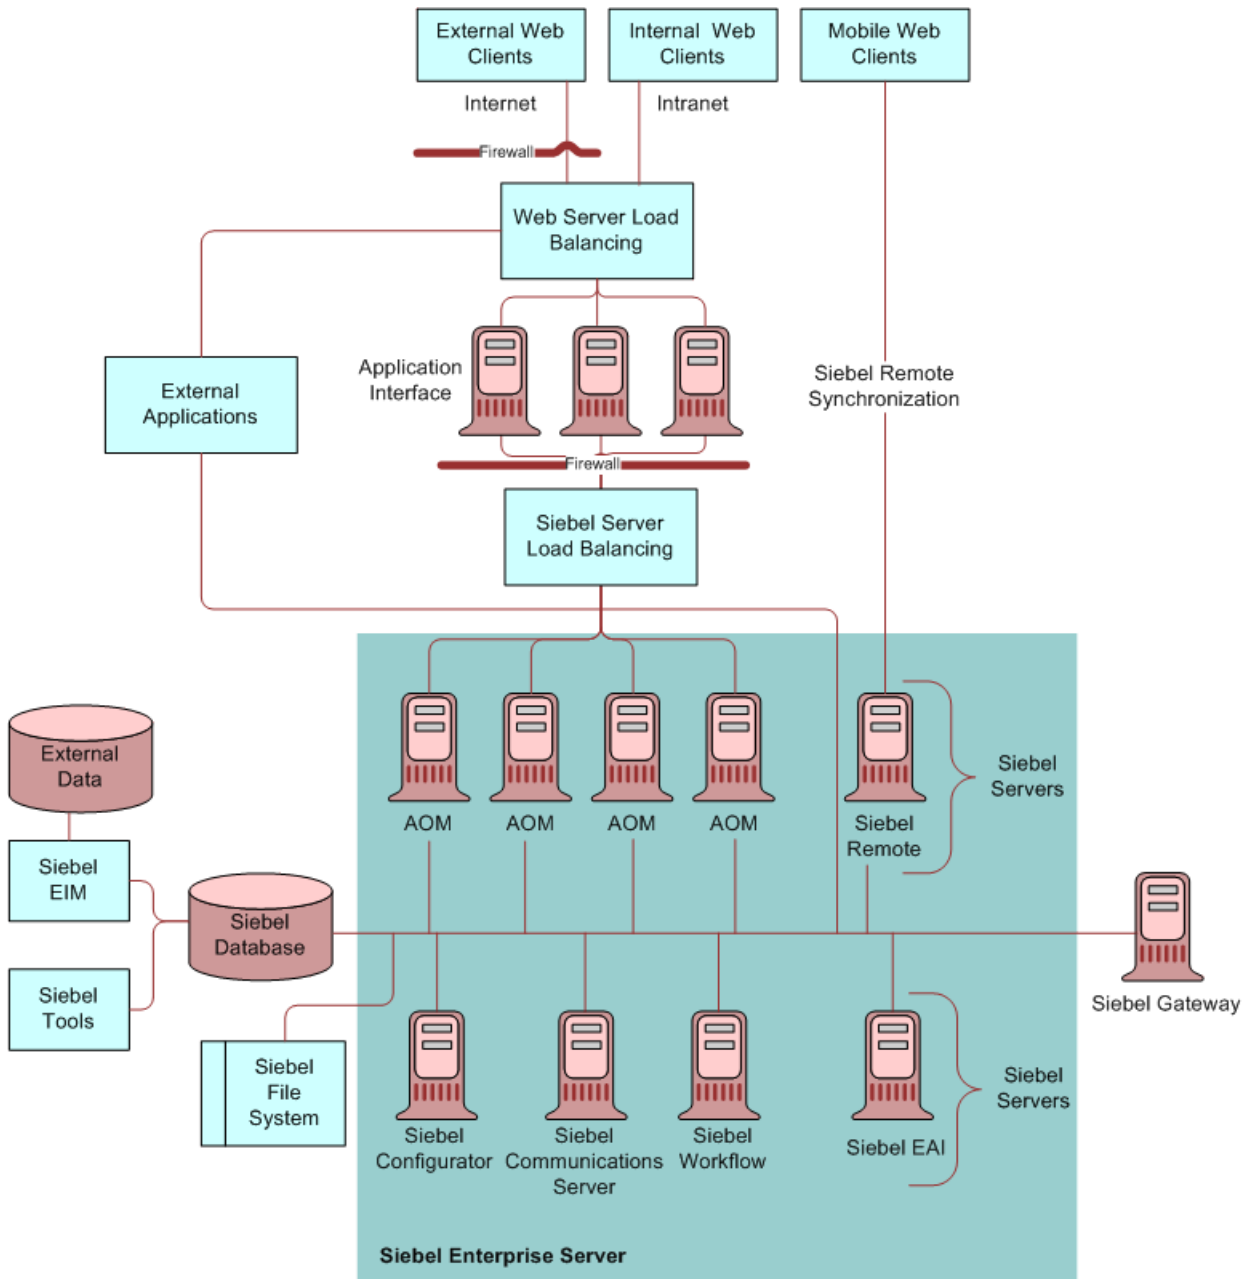 External Web
Clients
Internal Web
Clients
Mobile Web
Clients
Internet
Intranet
Firewall
Web Server Load
Balancing
Application
Interface
External
Applications
Siebel Remote
Synchronization
Firewall
Siebel Server
Load Balancing
External
Data
AOM
AOM
AOM
AOM
Siebel
Remote
Siebel
Servers
Siebel
EIM
Siebel
Database
Siebel
Tools
Siebel Gateway
Siebel
File
System
Siebel
Configurator
Siebel
Communications
Server
Siebel
Workflow
Siebel EAI
Siebel
Servers
Siebel Enterprise Server